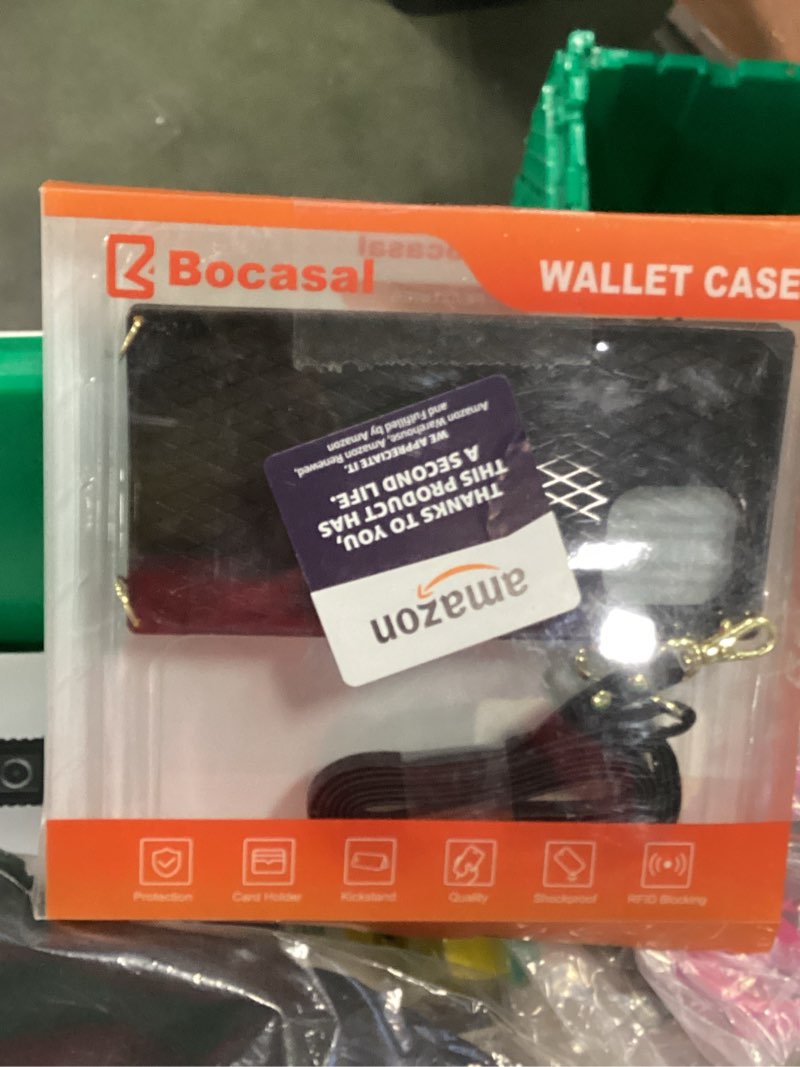 Bocasal
WALLET CASE
amazon
THANKS TO YOU,
THIS PRODUCT HAS
A SECOND LIFE.
WE APPRECIATE IT.
Amazon Warehouse, Amazon Renewed,
and Fulfilled by Amazon
Protection
Card Holder
Kickstand
Quality
Shockproof
RFID Blocking